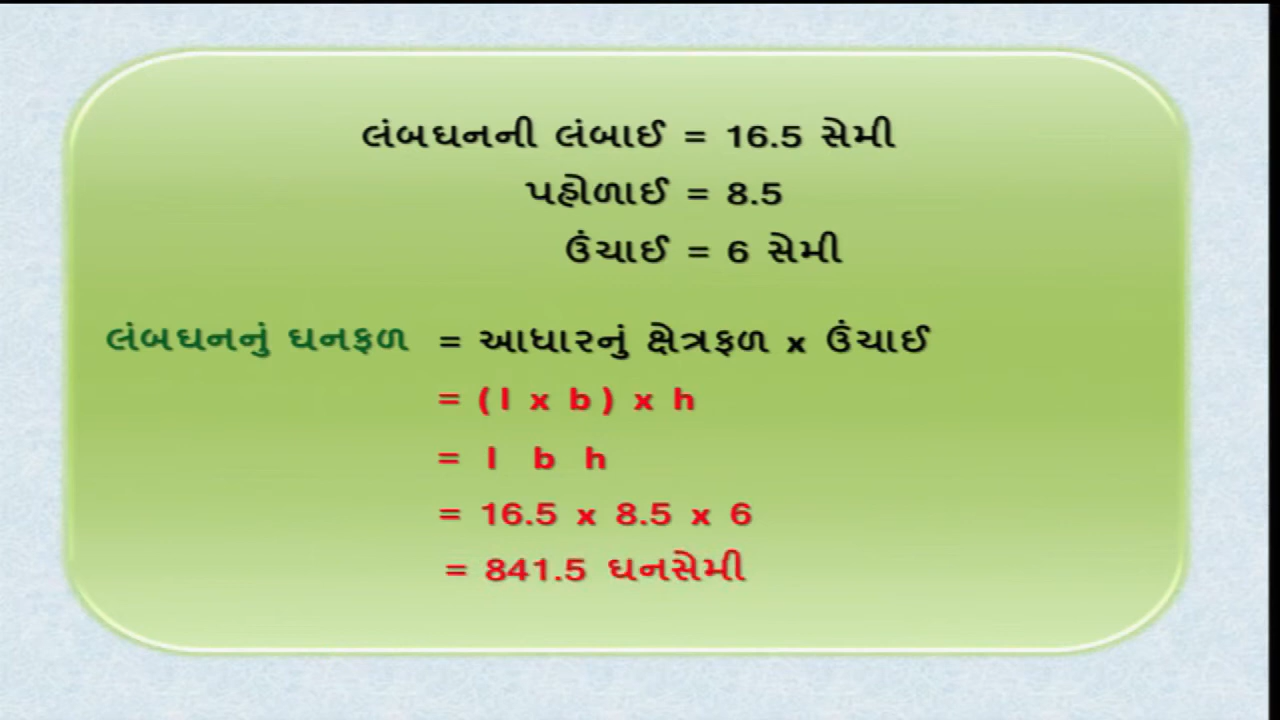 લંબઘનની લંબાઈ = 16.5 સેમી
પહોળાઈ = 8.5
ઉંચાઈ = 6 સેમી
લંબઘનનું ઘનફળ = આધારનું ક્ષેત્રફળ x ઉંચાઈ
= ( l x b ) x h
= l b h
= 16.5 x 8.5 x 6
= 841.5 ઘનસેમી